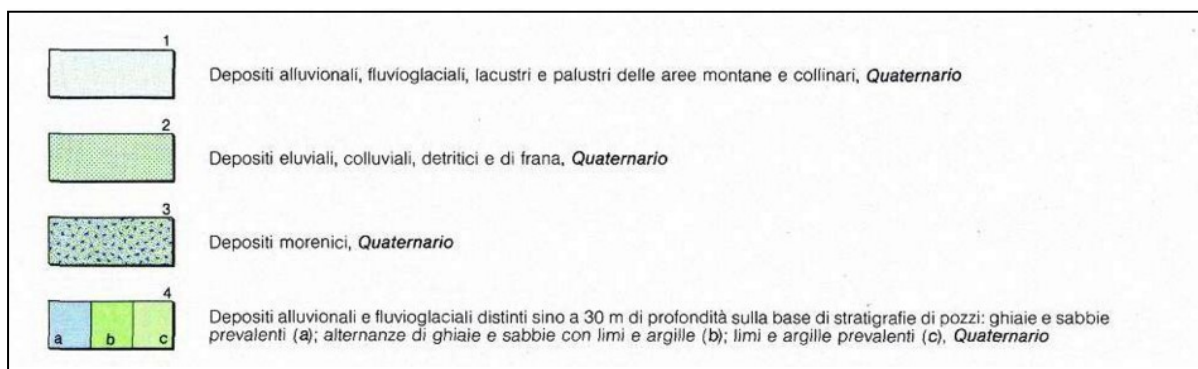 1
Depositi alluvionali, fluvioglaciali, lacustri e palustri delle aree montane e collinari, Quaternario
2
Depositi eluviali, colluviali, detritici e di frana, Quaternario
3
Depositi morenici, Quaternario
4
a b c
Depositi alluvionali e fluvioglaciali distinti sino a 30 m di profondità sulla base di stratigrafie di pozzi: ghiaie e sabbie
prevalenti (a); alternanze di ghiaie e sabbie con limi e argille (b); limi e argille prevalenti (c), Quaternario